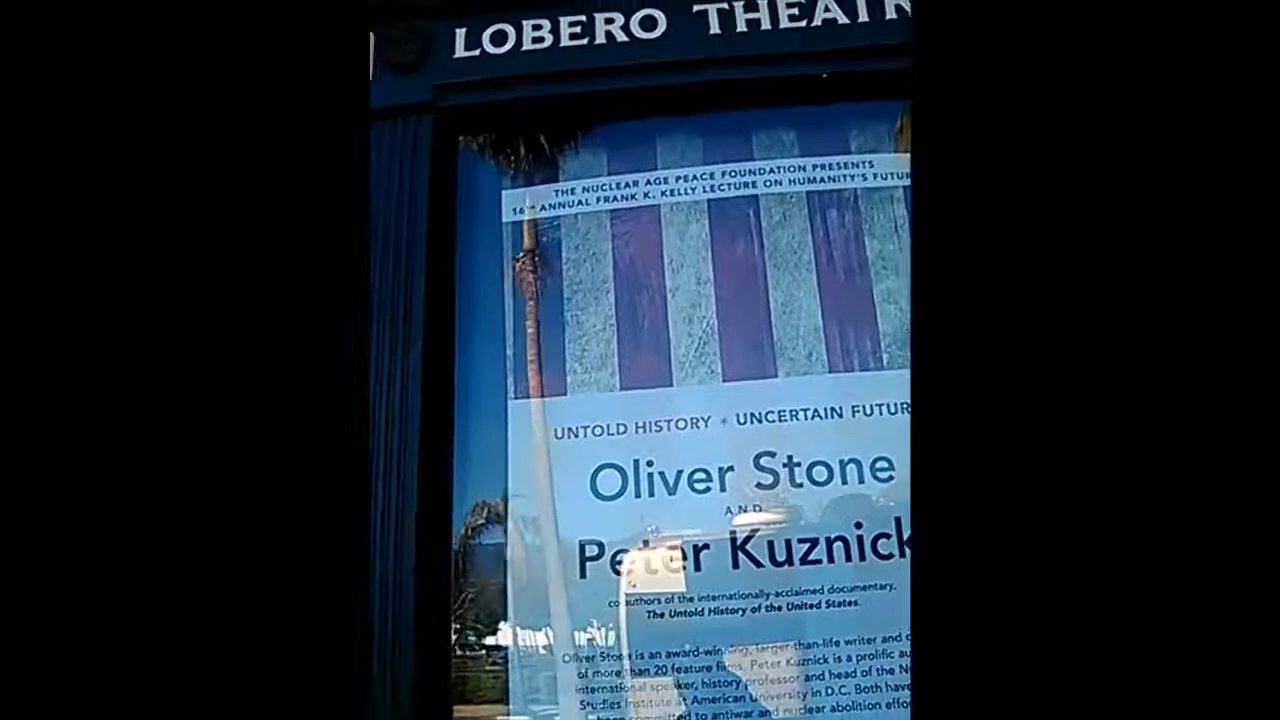 LOBERO THEATR
THE NUCLEAR AGE PEACE FOUNDATION PRESENTS
16TH ANNUAL FRANK K. KELLY LECTURE ON HUMANITY'S FUTUR
UNTOLD HISTORY * UNCERTAIN FUTUR
Oliver Stone
AND
Peter Kuznick
co-authors of the internationally-acclaimed documentary,
The Untold History of the United States.
Oliver Stone is an award-winning, larger-than-life writer and
of more than 20 feature films. Peter Kuznick is a prolific au
international speaker, history professor and head of the N
Studies Institute at American University in D.C. Both have
been committed to antiwar and nuclear abolition effo